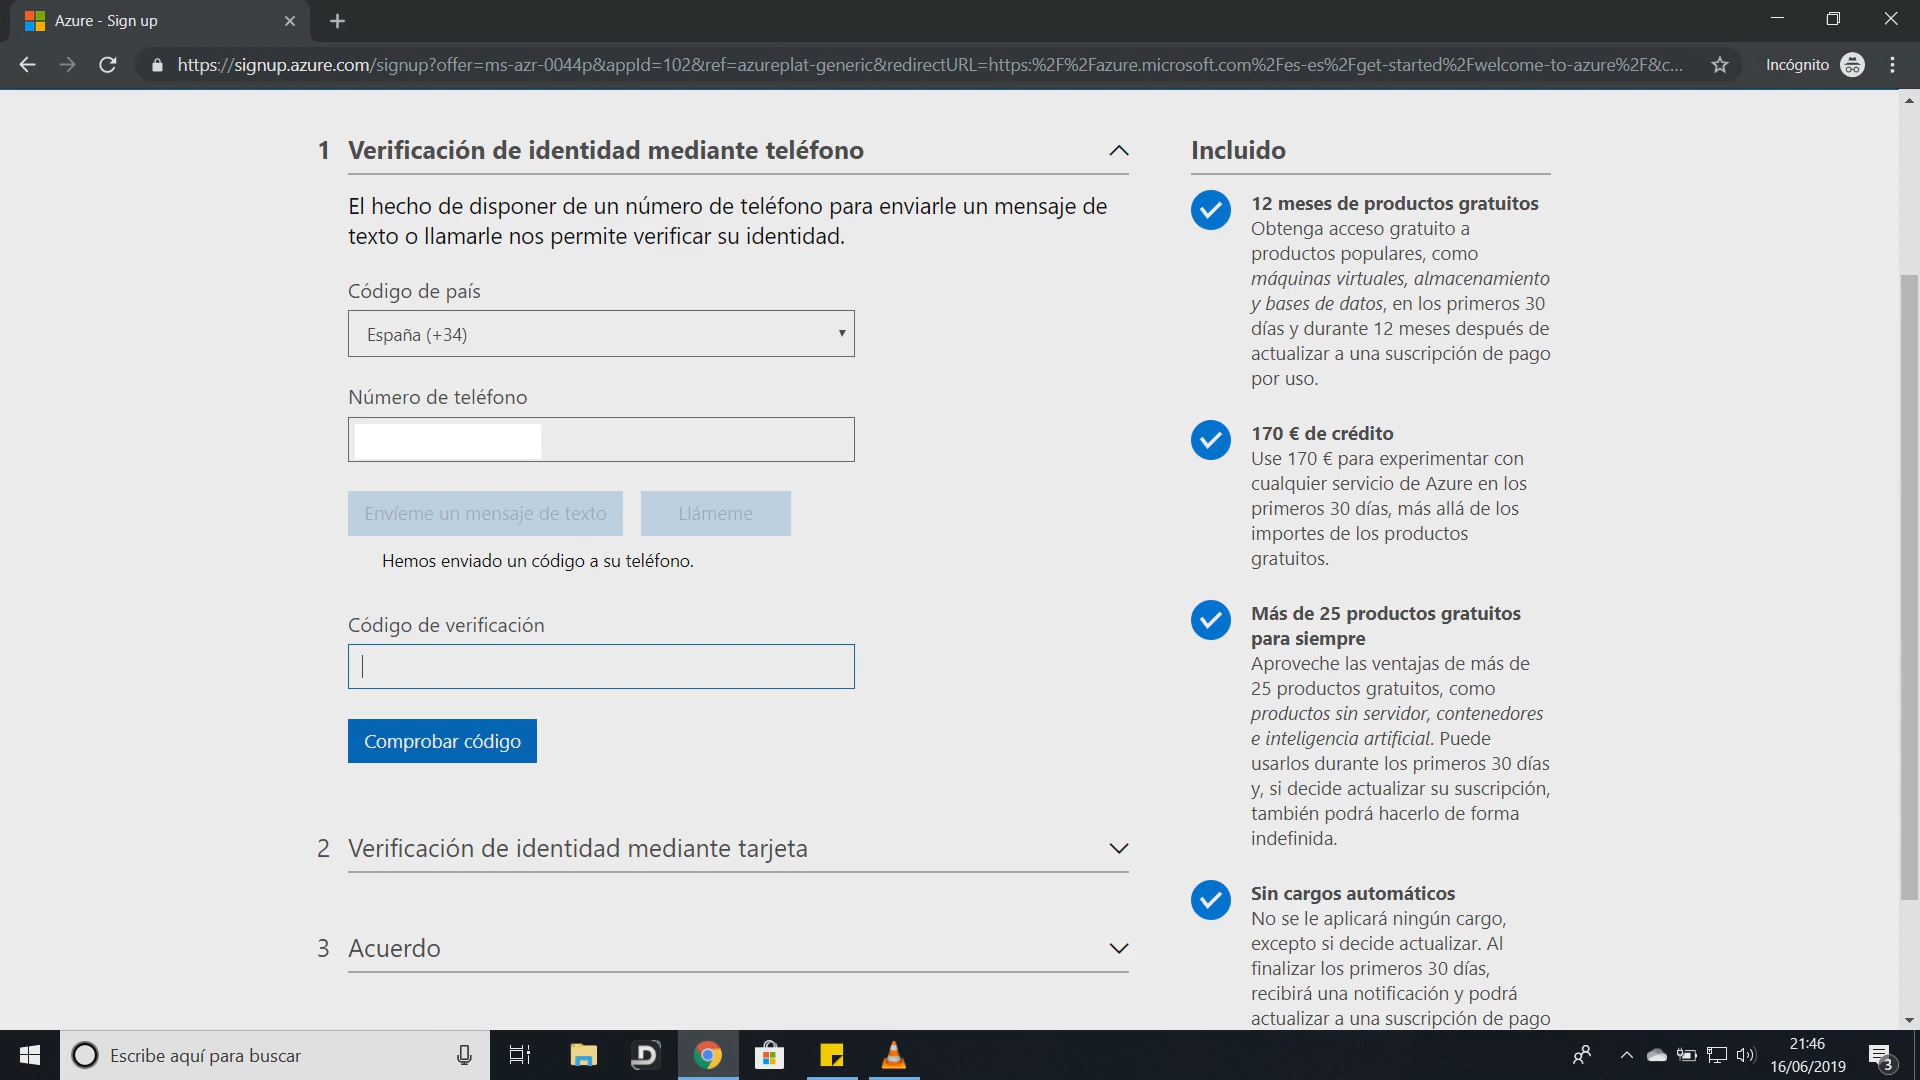 Azure - Sign up
https://signup.azure.com/signup?offer=ms-azr-0044p&appId=102&ref=azureplat-generic&redirectURL=https:%2F%2Fazure.microsoft.com%2Fes-es%2Fget-started%2Fwelcome-to-azure%2F&c...
Incógnito
1 Verificación de identidad mediante teléfono
El hecho de disponer de un número de teléfono para enviarle un mensaje de
texto o llamarle nos permite verificar su identidad.
Código de país
España (+34)
Número de teléfono
Envíeme un mensaje de texto
Llámeme
Hemos enviado un código a su teléfono.
Código de verificación
Comprobar código
2 Verificación de identidad mediante tarjeta
3 Acuerdo
Incluido
12 meses de productos gratuitos
Obtenga acceso gratuito a
productos populares, como
máquinas virtuales, almacenamiento
y bases de datos, en los primeros 30
días y durante 12 meses después de
actualizar a una suscripción de pago
por uso.
170 € de crédito
Use 170 € para experimentar con
cualquier servicio de Azure en los
primeros 30 días, más allá de los
importes de los productos
gratuitos.
Más de 25 productos gratuitos
para siempre
Aproveche las ventajas de más de
25 productos gratuitos, como
productos sin servidor, contenedores
e inteligencia artificial. Puede
usarlos durante los primeros 30 días
y, si decide actualizar su suscripción,
también podrá hacerlo de forma
indefinida.
Sin cargos automáticos
No se le aplicará ningún cargo,
excepto si decide actualizar. Al
finalizar los primeros 30 días,
recibirá una notificación y podrá
actualizar a una suscripción de pago
Escribe aquí para buscar
D
21:46
16/06/2019
3